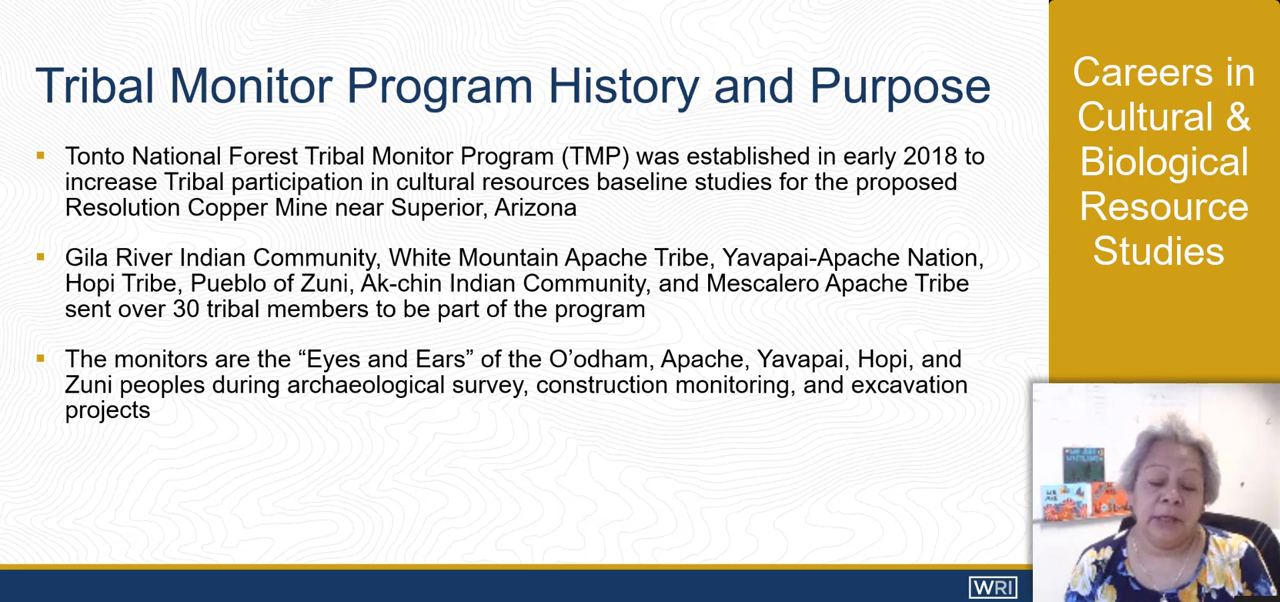 Tribal Monitor Program History and Purpose
Tonto National Forest Tribal Monitor Program (TMP) was established in early 2018 to
increase Tribal participation in cultural resources baseline studies for the proposed
Resolution Copper Mine near Superior, Arizona
Gila River Indian Community, White Mountain Apache Tribe, Yavapai-Apache Nation,
Hopi Tribe, Pueblo of Zuni, Ak-chin Indian Community, and Mescalero Apache Tribe
sent over 30 tribal members to be part of the program
The monitors are the “Eyes and Ears” of the O’odham, Apache, Yavapai, Hopi, and
Zuni peoples during archaeological survey, construction monitoring, and excavation
projects
Careers in
Cultural &
Biological
Resource
Studies
WRI